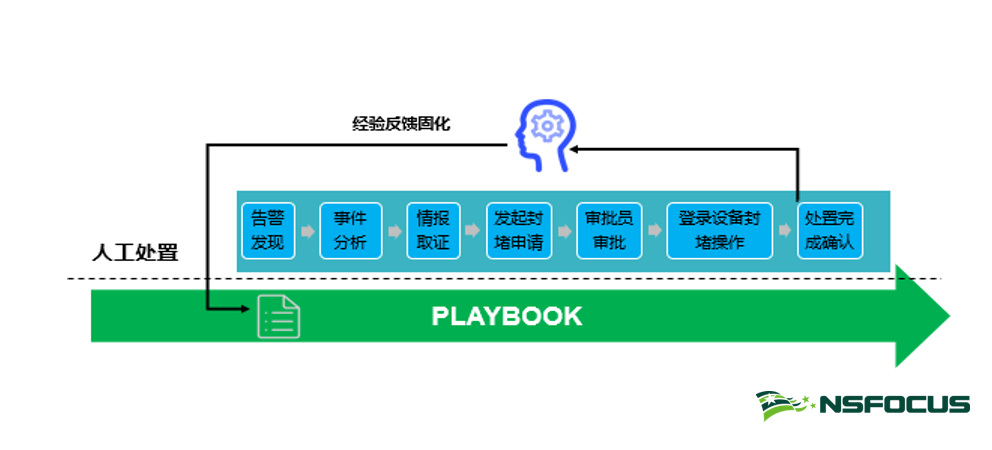 经验反馈固化
告警
发现
事件
分析
情报
取证
发起封
堵申请
审批员
审批
登录设备封
堵操作
处置完
成确认
人工处置
PLAYBOOK
NSFOCUS